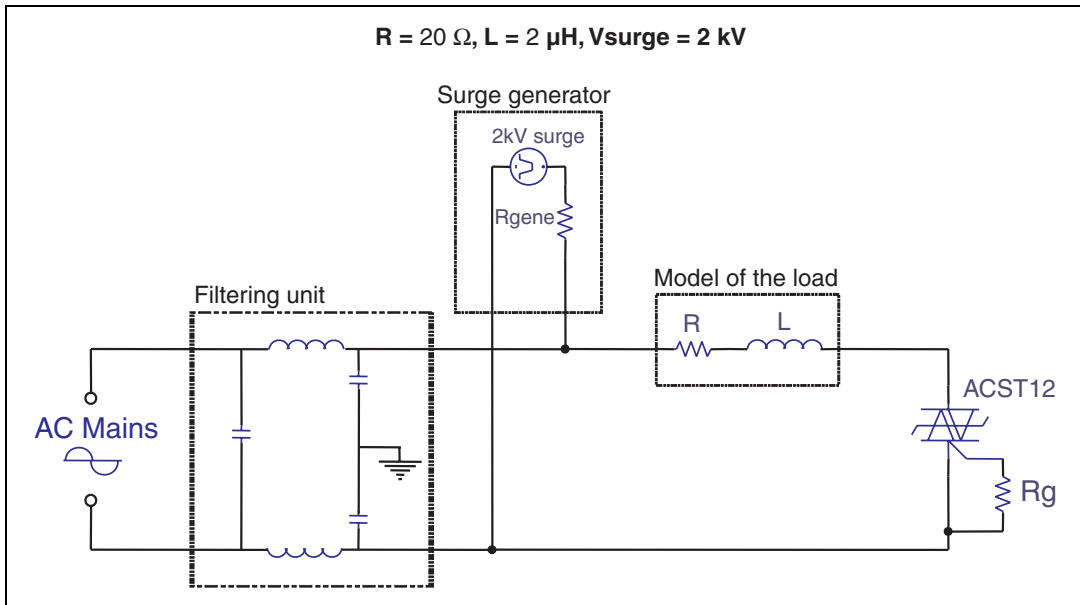 R = 20 Ω, L = 2 µH, Vsurge = 2 kV
Surge generator
2kV surge
Rgene
Model of the load
Filtering unit
R
L
ACST12
AC Mains
Rg